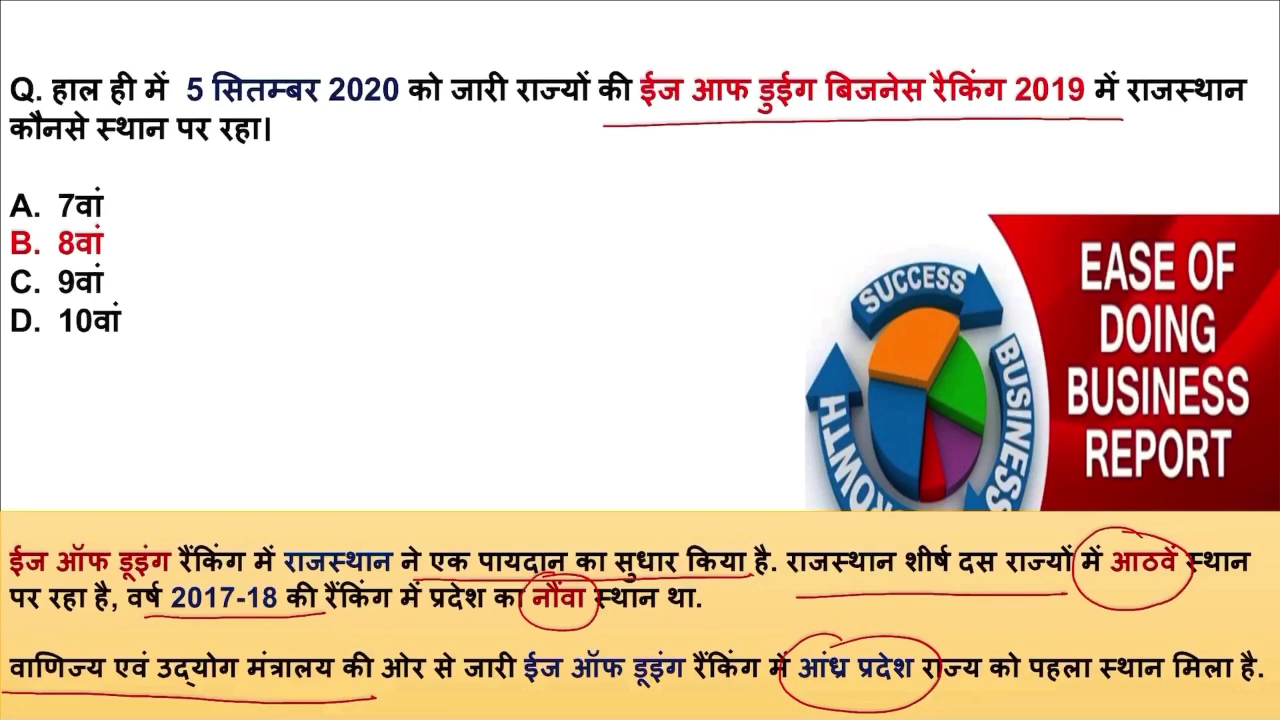 Q. हाल ही में 5 सितम्बर 2020 को जारी राज्यों की ईज आफ डुईग बिजनेस रैकिंग 2019 में राजस्थान
कौनसे स्थान पर रहा।
A. 7वां
B. 8वां
C. 9वां
D. 10वां
SUCCESS
BUSINESS
GROWTH
EASE OF
DOING
BUSINESS
REPORT
ईज ऑफ डूइंग रैंकिंग में राजस्थान ने एक पायदान का सुधार किया है. राजस्थान शीर्ष दस राज्यों में आठवें स्थान
पर रहा है, वर्ष 2017-18 की रैंकिंग में प्रदेश का नौंवा स्थान था.
वाणिज्य एवं उद्योग मंत्रालय की ओर से जारी ईज ऑफ डूइंग रैंकिंग में आंध्र प्रदेश राज्य को पहला स्थान मिला है.